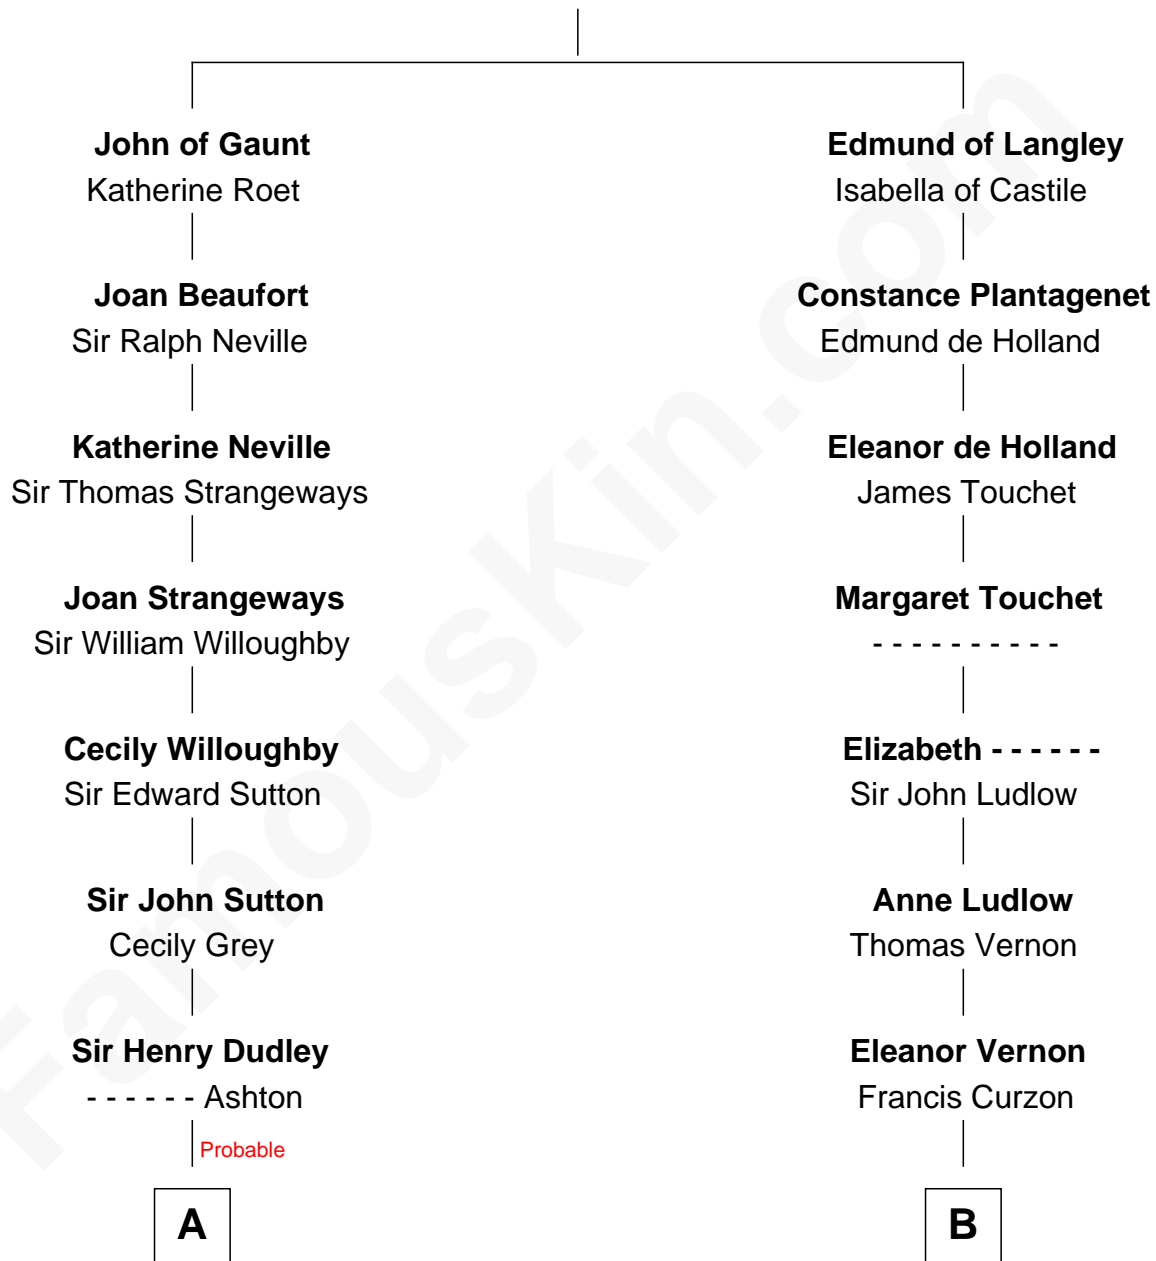 John of Gaunt
Katherine Roet
Edmund of Langley
Isabella of Castile
Joan Beaufort
Sir Ralph Neville
Constance Plantagenet
Edmund de Holland
Katherine Neville
Sir Thomas Strangeways
Eleanor de Holland
James Touchet
Joan Strangeways
Sir William Willoughby
Margaret Touchet
- - - - - - - - - -
Cecily Willoughby
Sir Edward Sutton
Elizabeth - - - - - -
Sir John Ludlow
Sir John Sutton
Cecily Grey
Anne Ludlow
Thomas Vernon
Sir Henry Dudley
- - - - - - Ashton
Eleanor Vernon
Francis Curzon
Probable
A
B
FamousKin.com